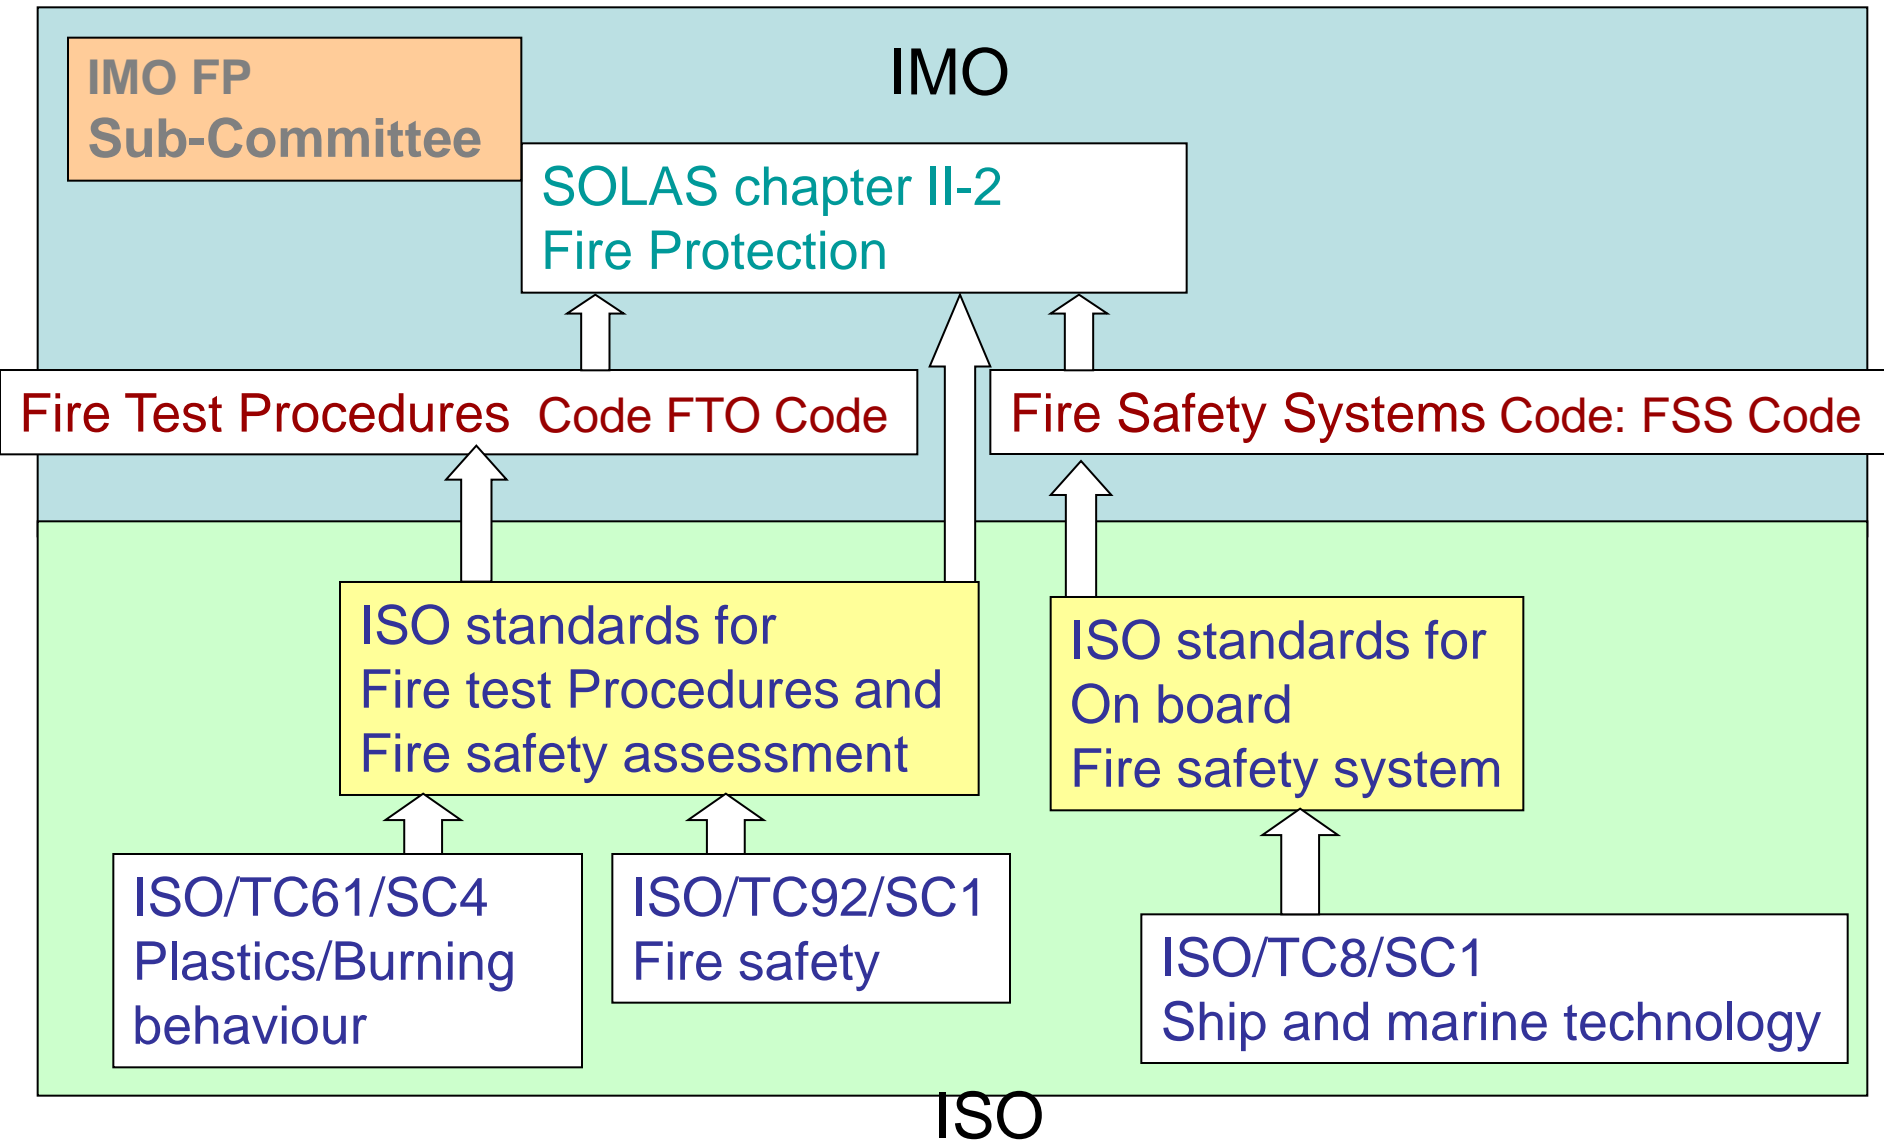 IMO
IMO FP
Sub-Committee
SOLAS chapter II-2
Fire Protection
Fire Test Procedures Code FTO Code
Fire Safety Systems Code: FSS Code
ISO standards for
Fire test Procedures and
Fire safety assessment
ISO standards for
On board
Fire safety system
ISO/TC61/SC4
Plastics/Burning
behaviour
ISO/TC92/SC1
Fire safety
ISO/TC8/SC1
Ship and marine technology
ISO